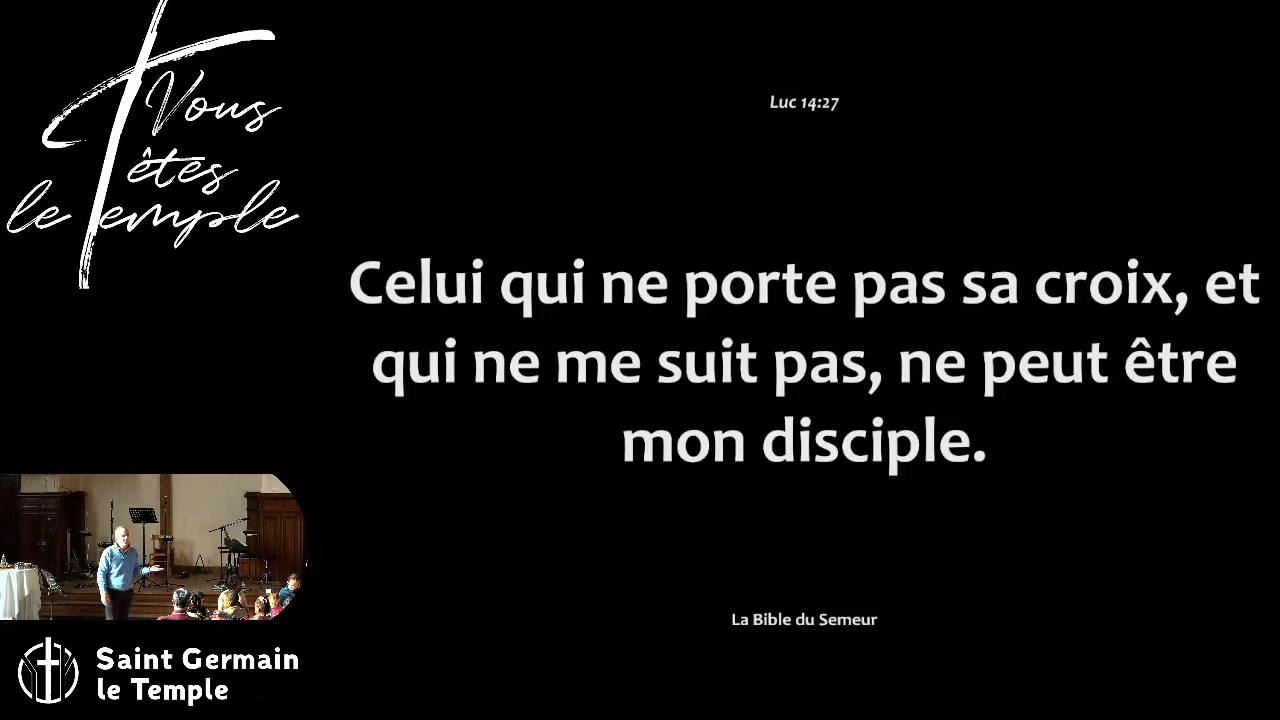 Vous
êtes
le Temple
Luc 14:27
Celui qui ne porte pas sa croix, et
qui ne me suit pas, ne peut être
mon disciple.
La Bible du Semeur
Saint Germain
le Temple